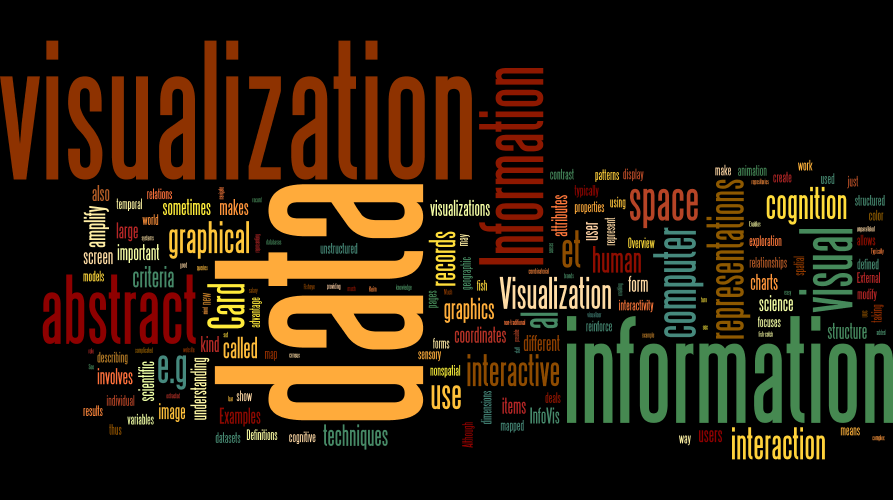 visualization
Information
data
information
abstract
Visualization
visual
representations
computer
space
cognition
interaction
interactive
graphical
Card
records
use
et
al
e.g
human
techniques
criteria
called
important
sometimes
makes
visualizations
amplify
screen
large
also
temporal
relations
world
models
kind
new
advantage
map
describing
involves
scientific
understanding
individual
results
variables
image
thus
show
Examples
datasets
Definitions
cognitive
unstructured
pages
may
geographic
fish
graphics
coordinates
forms
sensory
nonspatial
different
dimensions
items
mapped
InfoVis
deals
Although
contrast
patterns
display
typically
properties
using
attributes
user
represent
Overview
form
interactivity
reinforce
make
animation
work
create
used
just
structured
color
exploration
relationships
charts
spatial
science
focuses
allows
defined
External
modify
structure
way
users
means